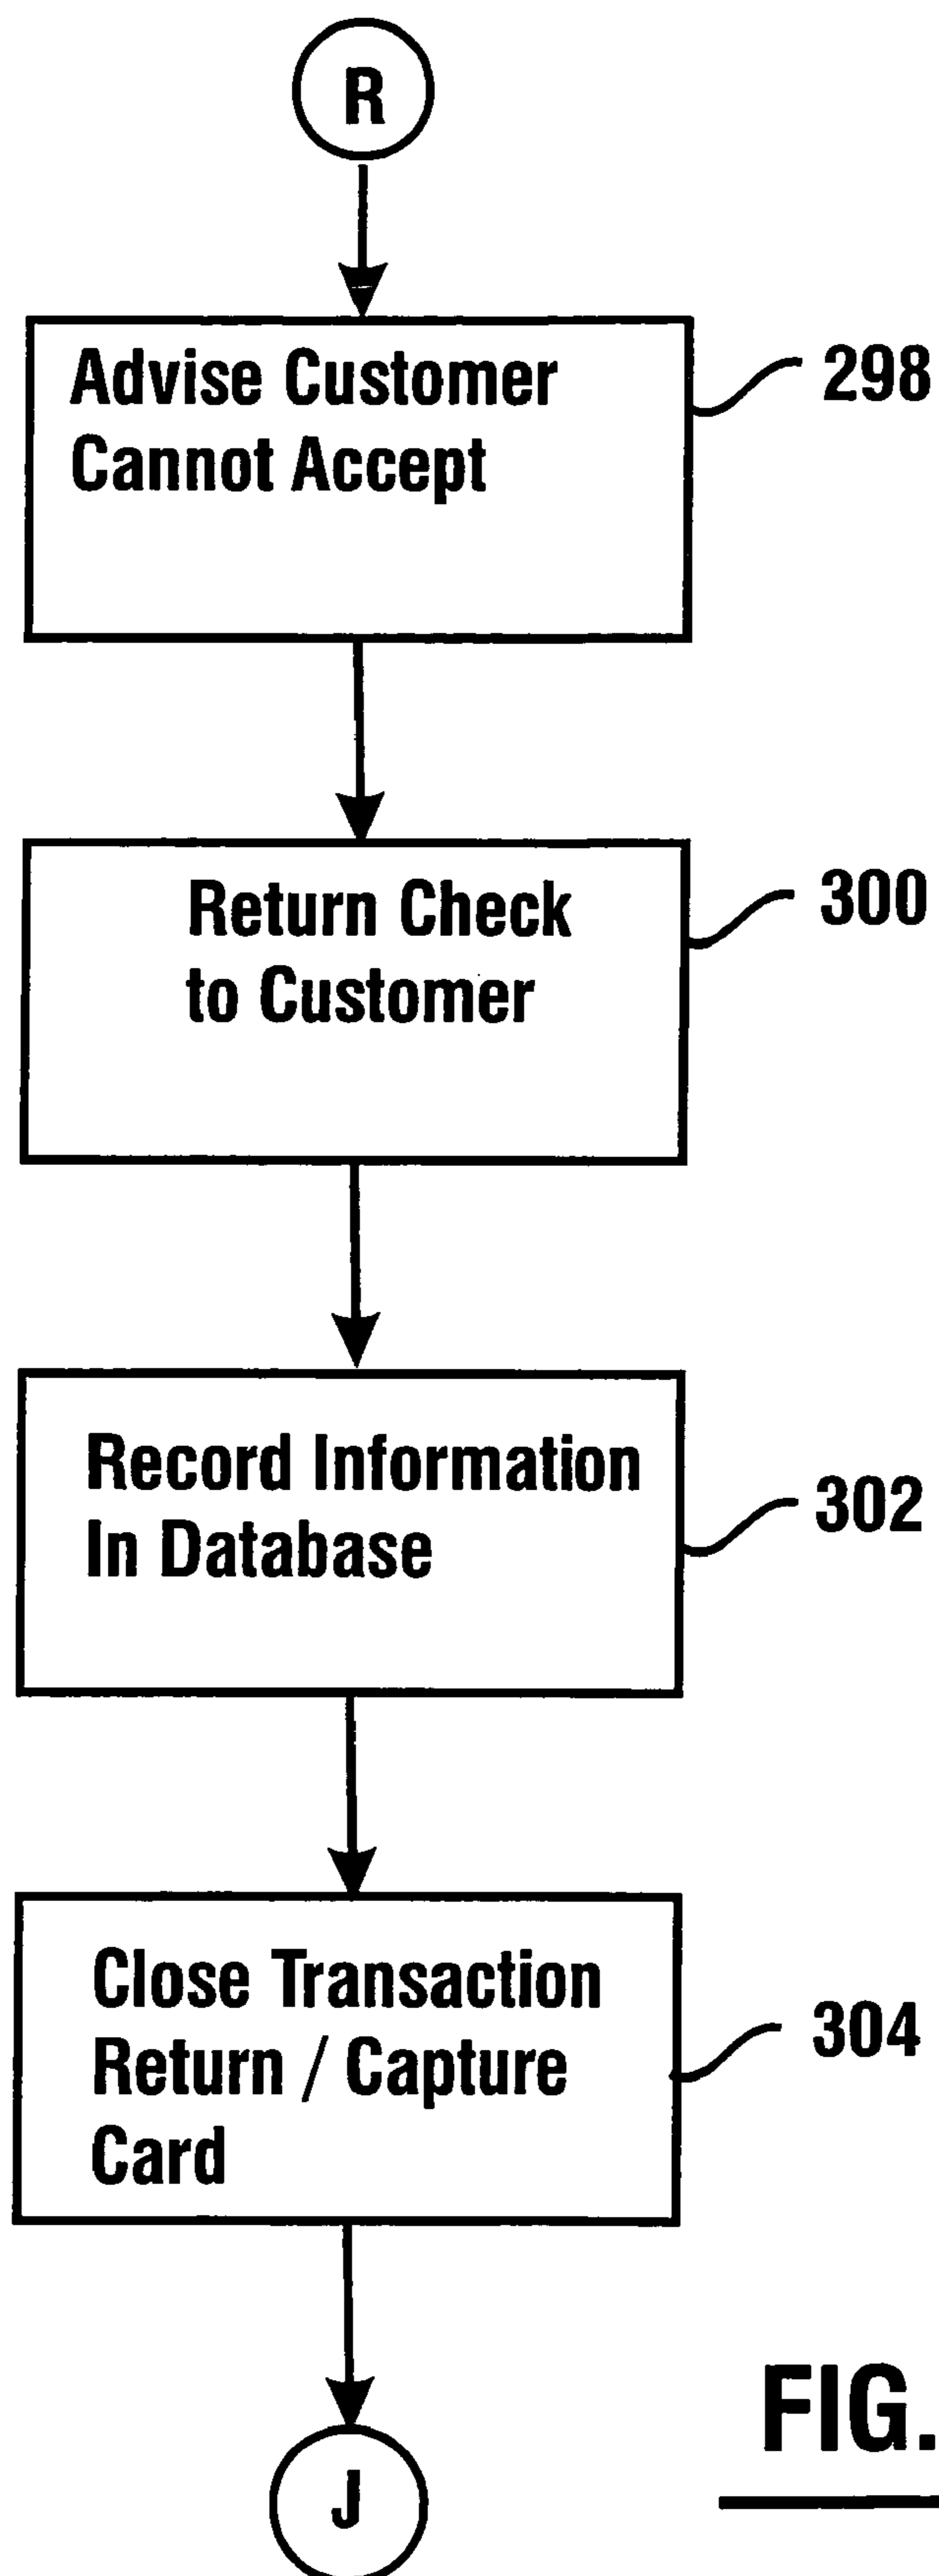 R
Advise Customer
Cannot Accept
298
Return Check
to Customer
300
Record Information
In Database
302
Close Transaction
Return / Capture
Card
304
FIG.
J